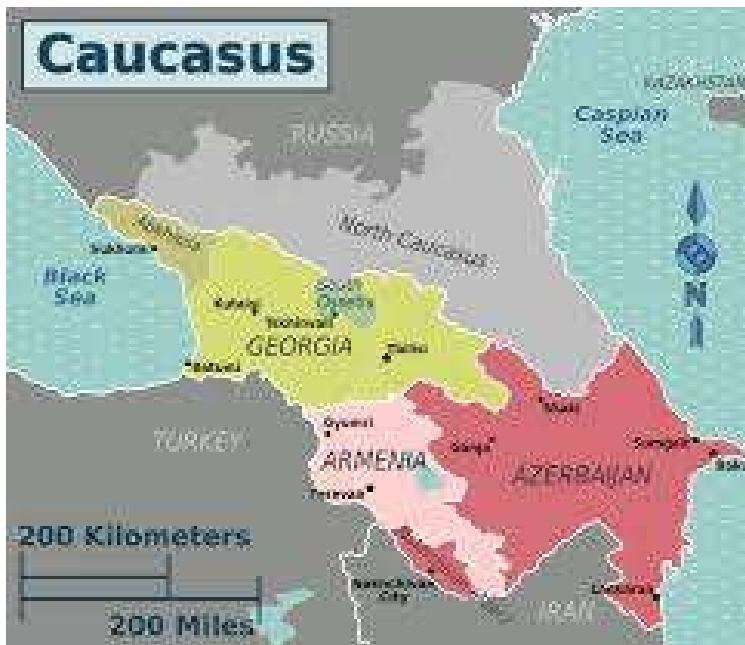 Caucasus
KAZAKHSTAN
RUSSIA
Caspian
Sea
Abkhazia
North Caucasus
Sukhumi
Black
Sea
N
South
Ossetia
Kutaisi
Tskhinvali
GEORGIA
Tbilisi
Batumi
Sheki
Gyumri
TURKEY
Ganja
Sumgait
ARMENIA
AZERBAIJAN
Bak
Yerevan
200 Kilometers
Nakhchivan
City
Lankaran
IRAN
200 Miles